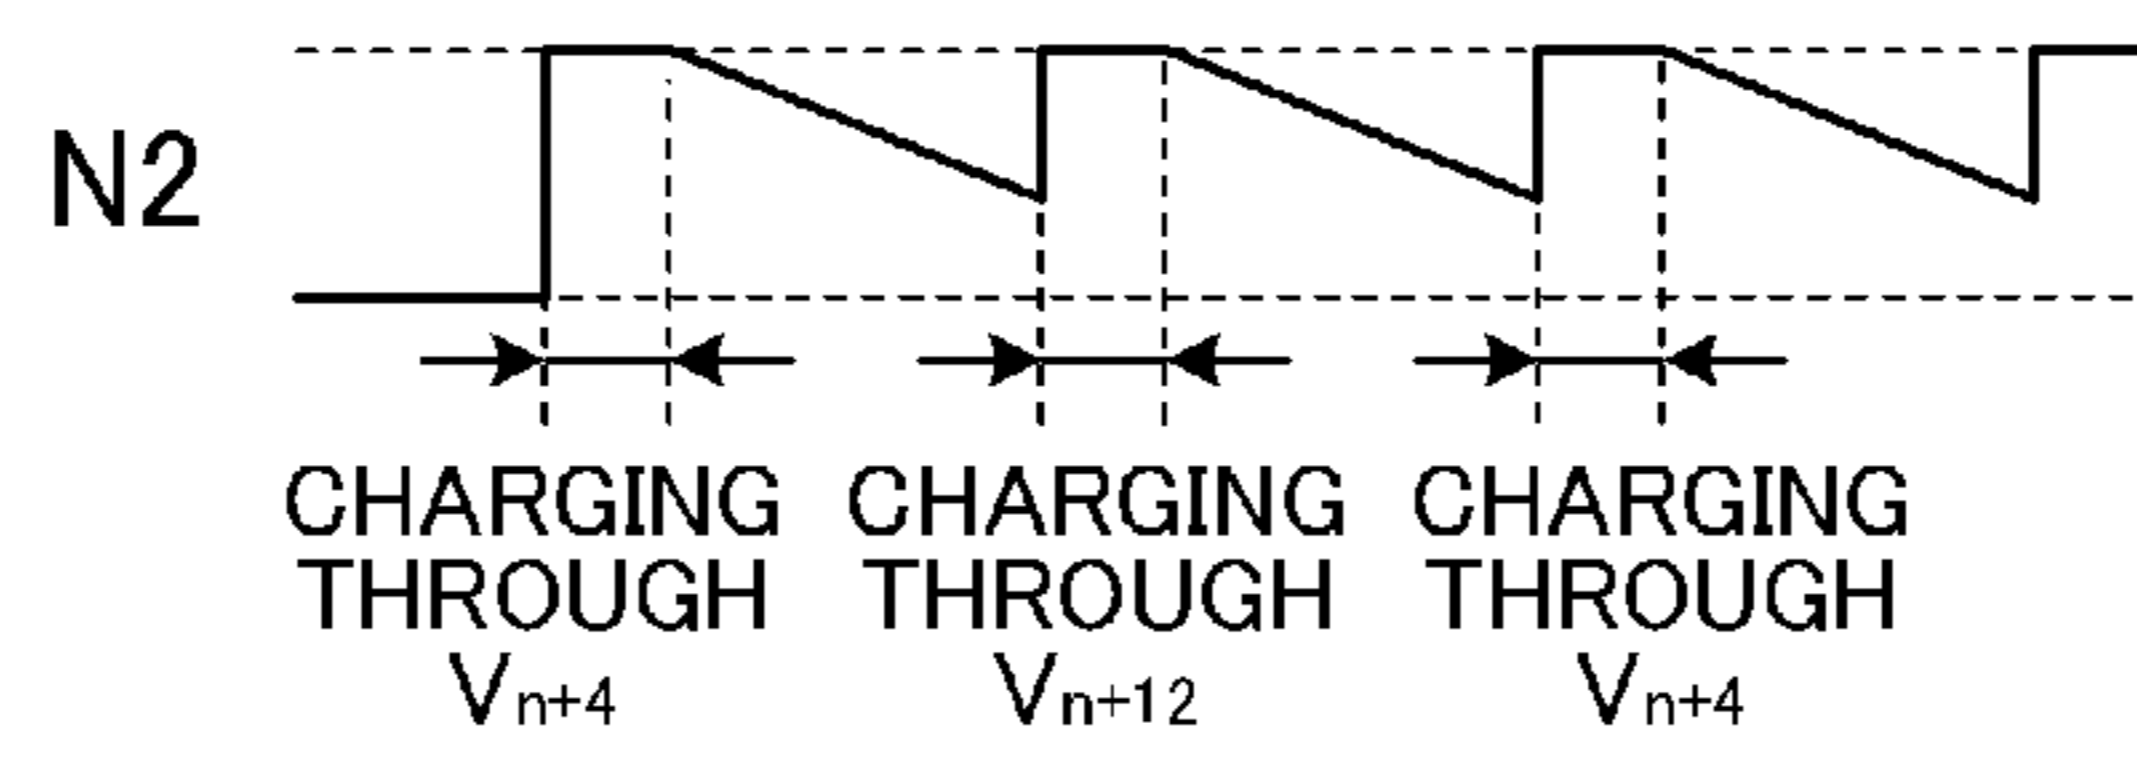 N2
CHARGING THROUGH Vn+4
CHARGING THROUGH Vn+12
CHARGING THROUGH Vn+4